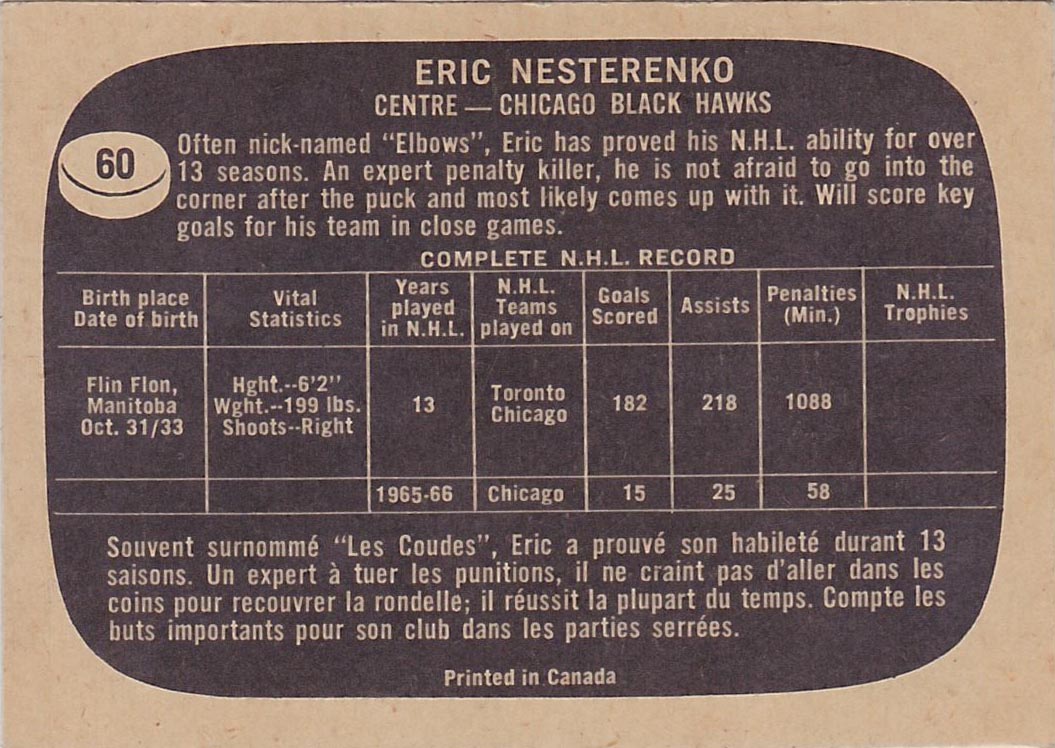 ERIC NESTERENKO
CENTRE — CHICAGO BLACK HAWKS
60
Often nick-named "Elbows", Eric has proved his N.H.L. ability for over
13 seasons. An expert penalty killer, he is not afraid to go into the
corner after the puck and most likely comes up with it. Will score key
goals for his team in close games.
COMPLETE N.H.L. RECORD
Birth place
Date of birth
Vital
Statistics
Years
played
in N.H.L.
N.H.L.
Teams
played on
Goals
Scored
Assists
Penalties
(Min.)
N.H.L.
Trophies
Flin Flon,
Manitoba
Oct. 31/33
Hght.--6'2''
Wght.--199 lbs.
Shoots--Right
13
Toronto
Chicago
182
218
1088
1965-66
Chicago
15
25
58
Souvent surnommé "Les Coudes", Eric a prouvé son habileté durant 13
saisons. Un expert à tuer les punitions, il ne craint pas d'aller dans les
coins pour recouvrer la rondelle; il réussit la plupart du temps. Compte les
buts importants pour son club dans les parties serrées.
Printed in Canada